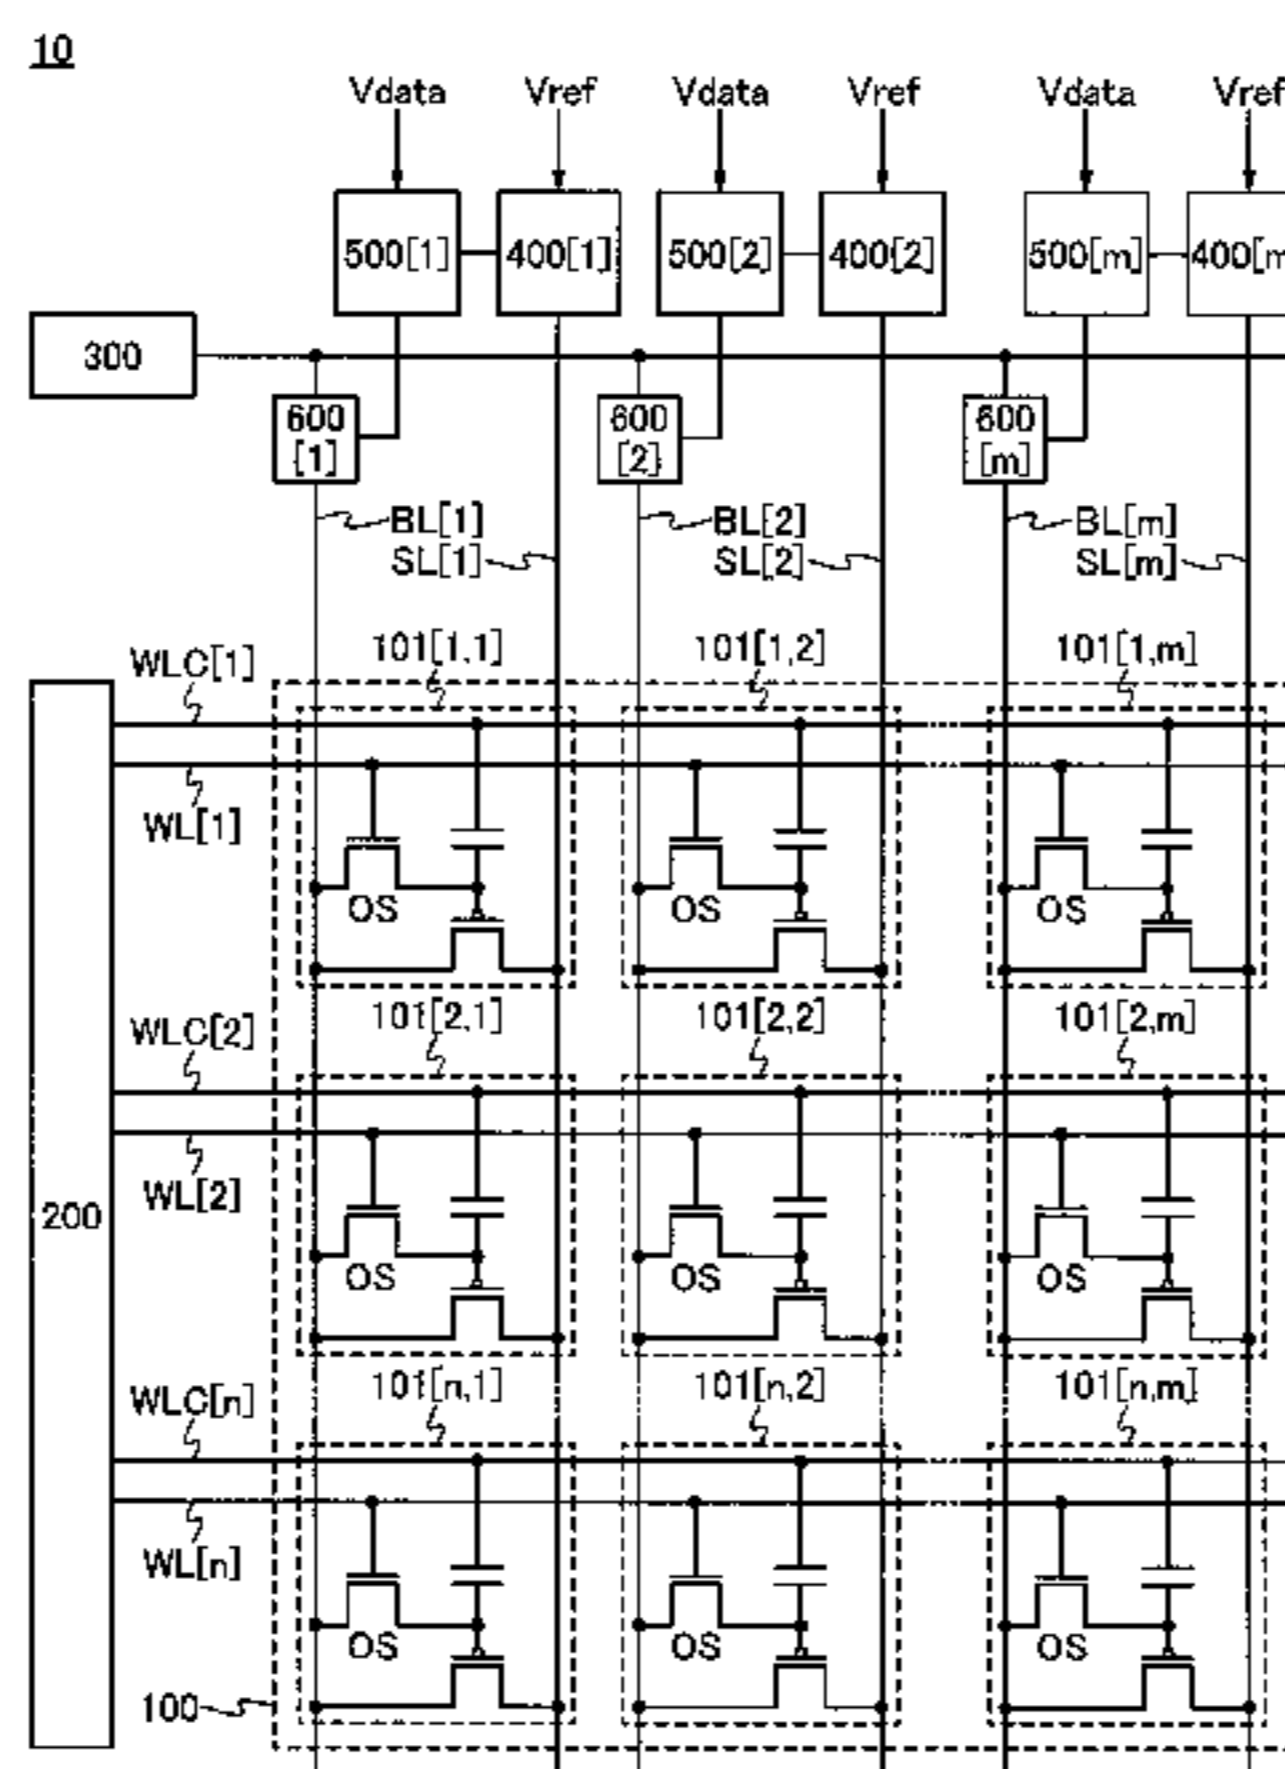 10
Vdata Vref Vdata Vref Vdata Vref
500[1] 400[1] 500[2] 400[2] 500[m] 400[m
300
600 600 600
[1] [2] [m]
BL[1] BL[2] BL[m]
SL[1] SL[2] SL[m]
WLC[1] 101[1,1] 101[1,2] 101[1,m]
WL[1]
OS OS OS
WLC[2] 101[2,1] 101[2,2] 101[2,m]
WL[2]
200
OS OS OS
WLC[n] 101[n,1] 101[n,2] 101[n,m]
WL[n]
OS OS OS
100